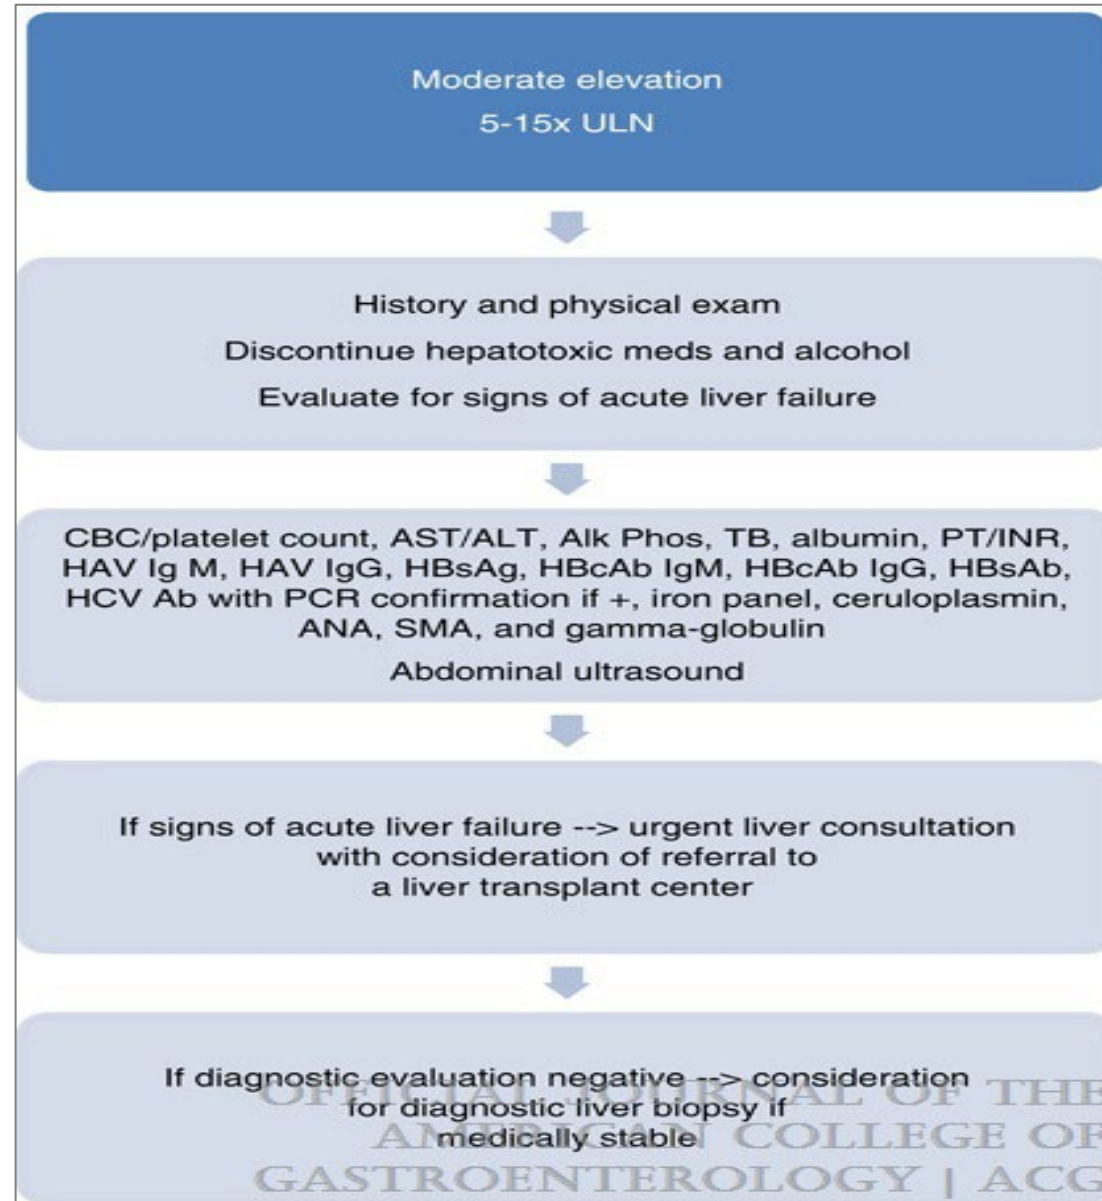 Moderate elevation
5-15x ULN
History and physical exam
Discontinue hepatotoxic meds and alcohol
Evaluate for signs of acute liver failure
CBC/platelet count, AST/ALT, Alk Phos, TB, albumin, PT/INR,
HAV Ig M, HAV IgG, HBsAg, HBcAb IgM, HBcAb IgG, HBsAb,
HCV Ab with PCR confirmation if +, iron panel, ceruloplasmin,
ANA, SMA, and gamma-globulin
Abdominal ultrasound
If signs of acute liver failure --> urgent liver consultation
with consideration of referral to
a liver transplant center
If diagnostic evaluation negative --> consideration
for diagnostic liver biopsy if
medically stable
OFFICIAL JOURNAL OF THE
AMERICAN COLLEGE OF
GASTROENTEROLOGY | ACG